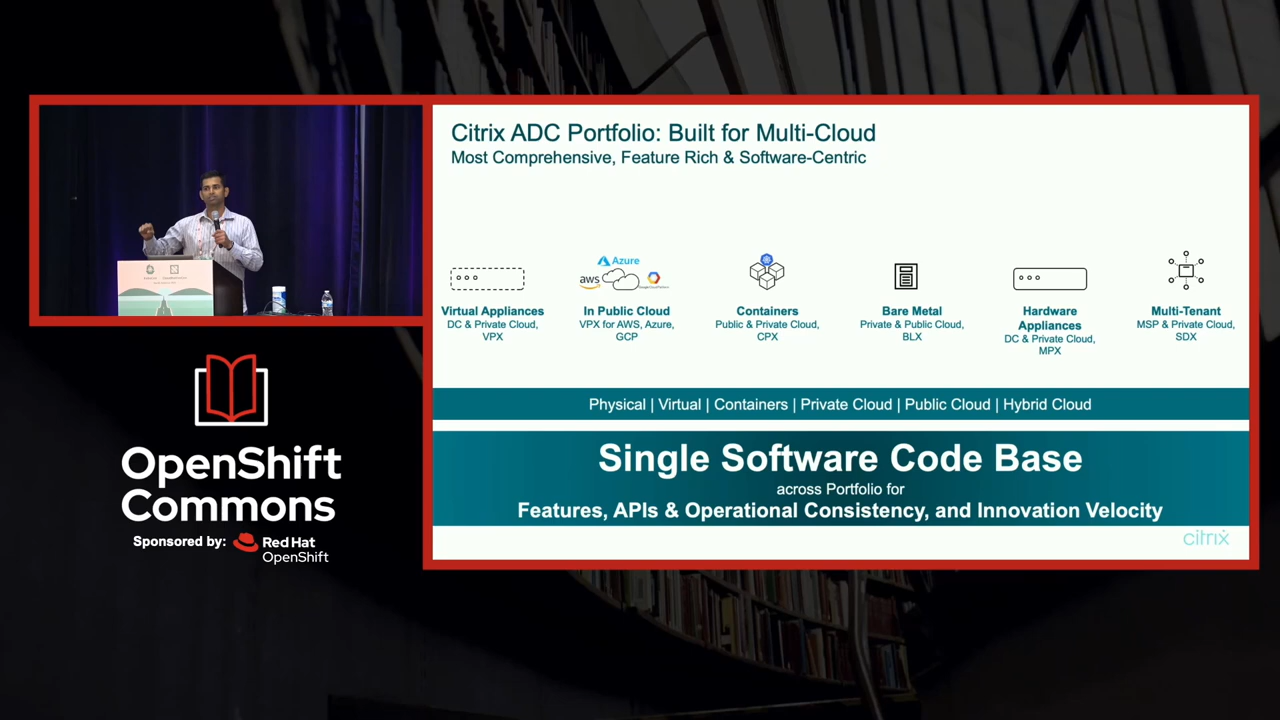 Citrix ADC Portfolio: Built for Multi-Cloud
Most Comprehensive, Feature Rich & Software-Centric
Azure
aws
Virtual Appliances
DC & Private Cloud,
VPX
In Public Cloud
VPX for AWS, Azure,
GCP
Containers
Public & Private Cloud,
CPX
Bare Metal
Private & Public Cloud,
BLX
Hardware
Appliances
DC & Private Cloud,
MPX
Multi-Tenant
MSP & Private Cloud,
SDX
Physical | Virtual | Containers | Private Cloud | Public Cloud | Hybrid Cloud
Single Software Code Base
across Portfolio for
Features, APIs & Operational Consistency, and Innovation Velocity
citrix
OpenShift
Commons
Sponsored by:
Red Hat
OpenShift